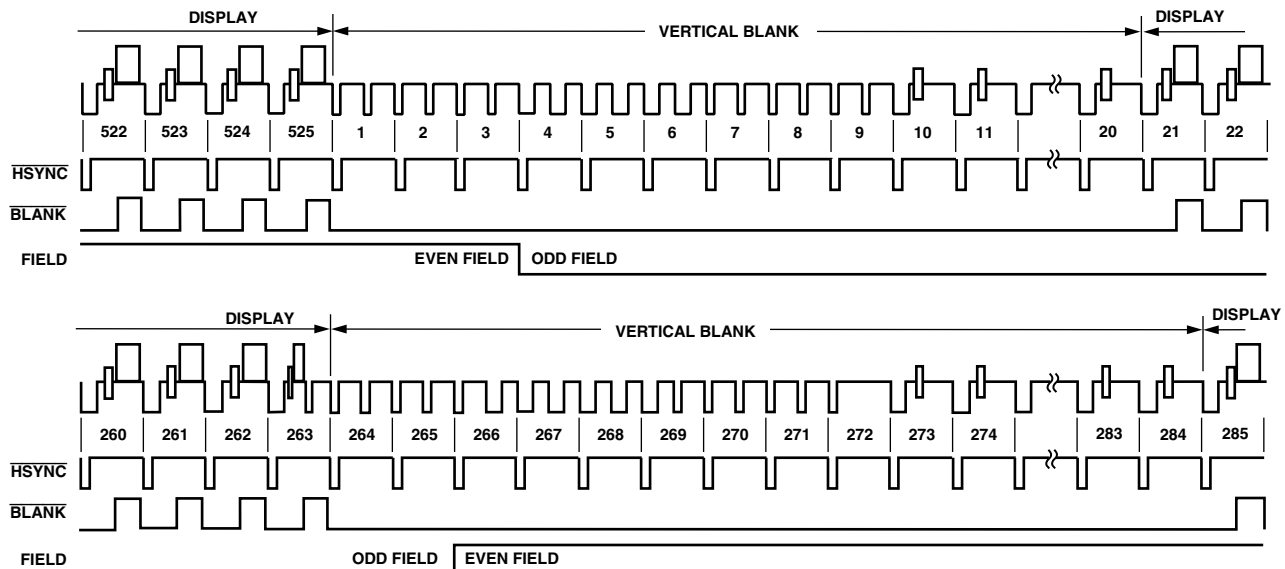 DISPLAY VERTICAL BLANK DISPLAY
522 523 524 525 1 2 3 4 5 6 7 8 9 10 11 20 21 22
HSYNC
BLANK
FIELD EVEN FIELD ODD FIELD
DISPLAY VERTICAL BLANK DISPLAY
260 261 262 263 264 265 266 267 268 269 270 271 272 273 274 283 284 285
HSYNC
BLANK
FIELD ODD FIELD EVEN FIELD